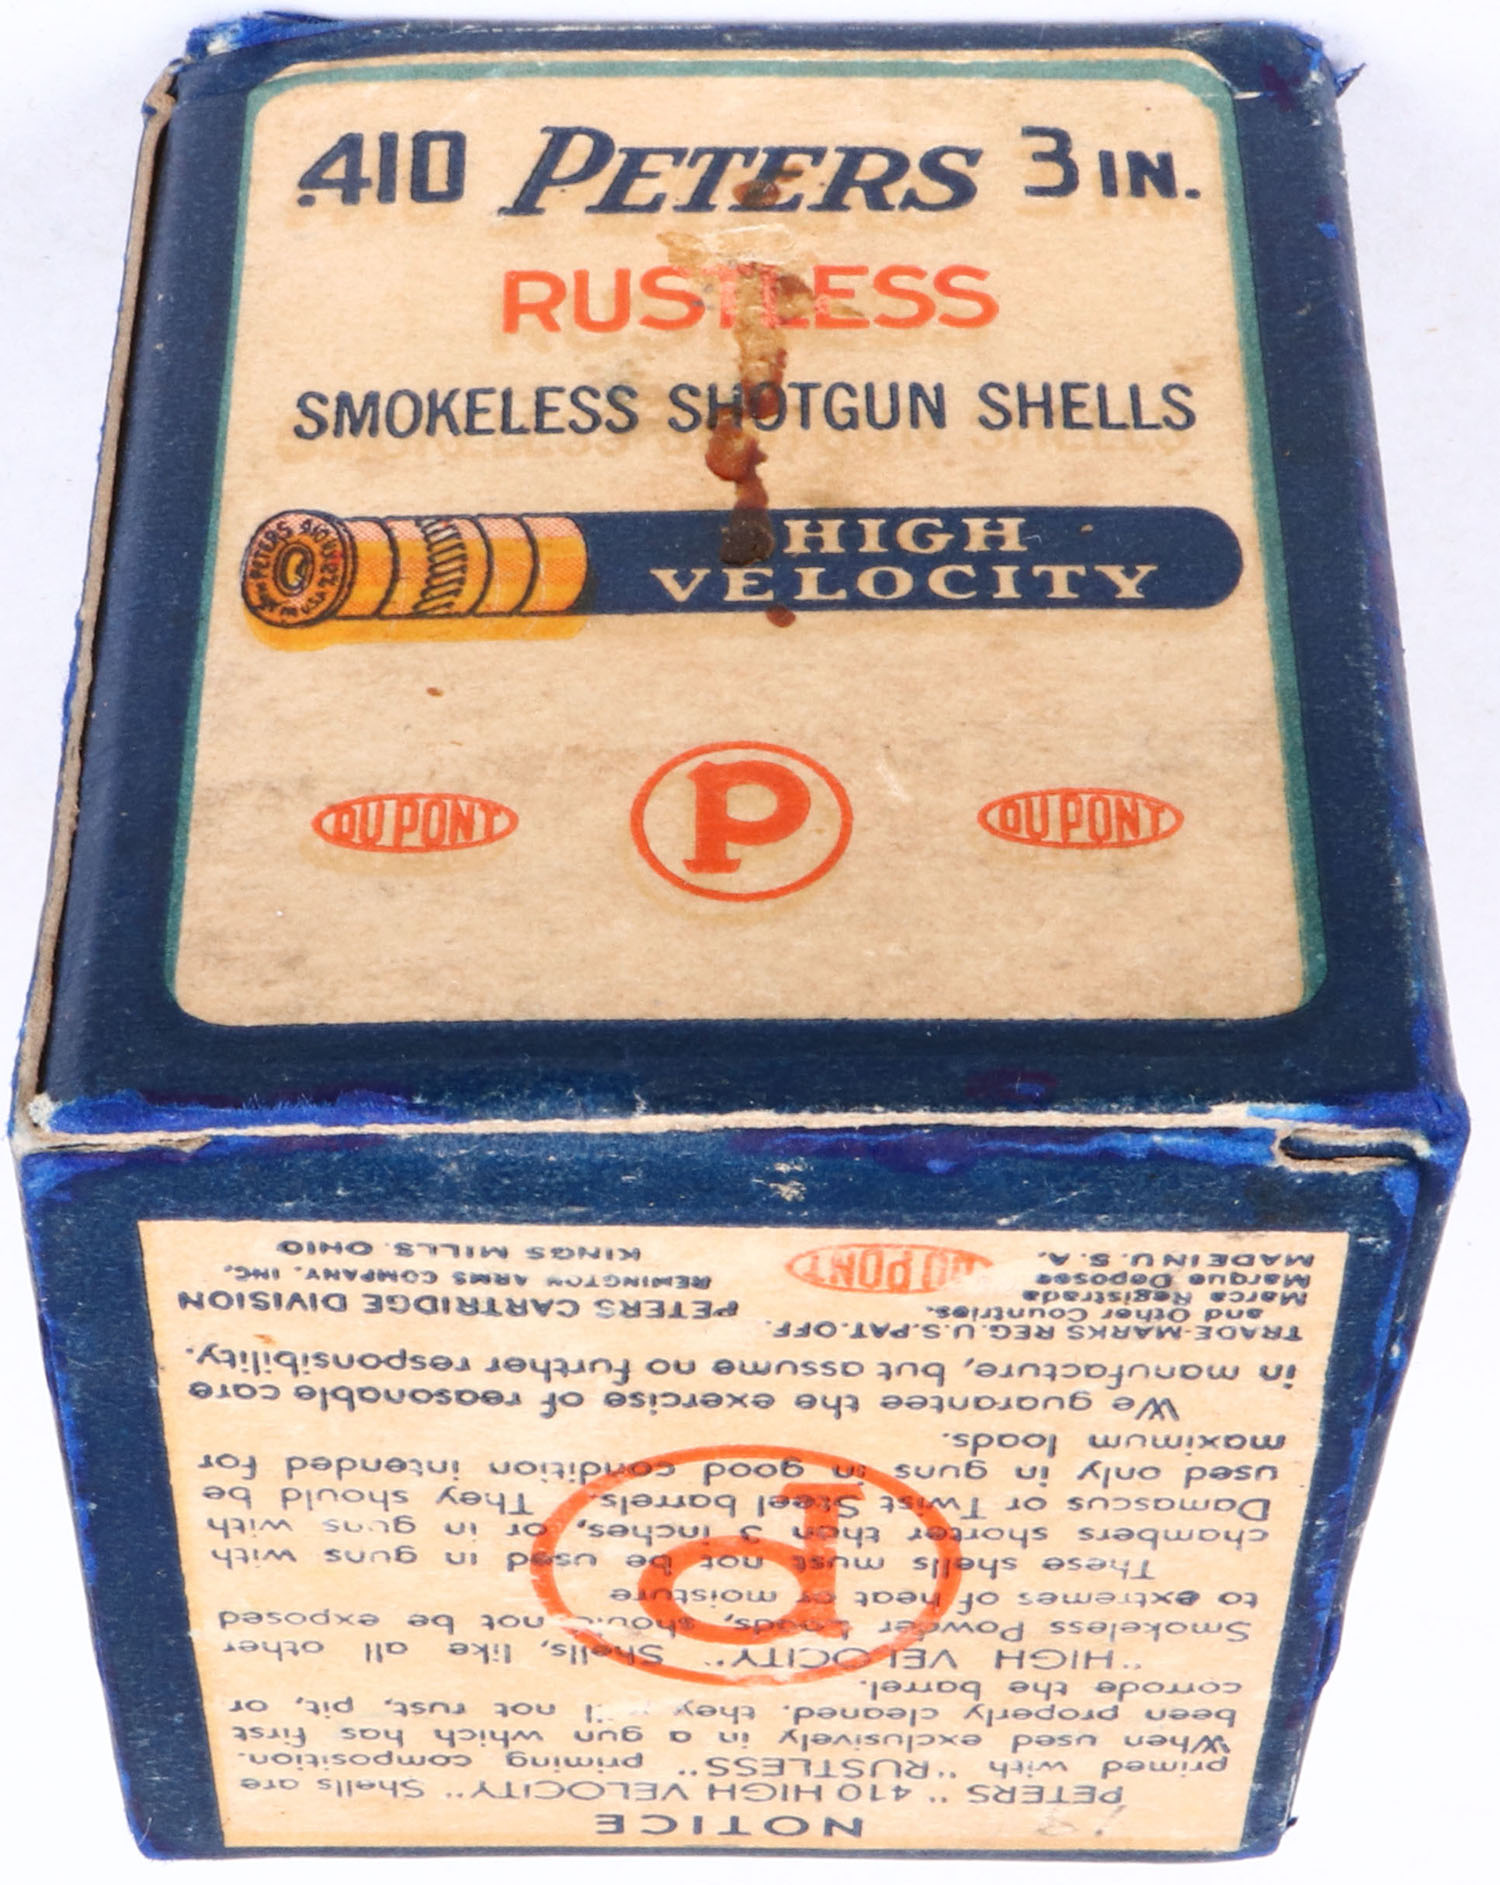 .410 PETERS 3 IN.
RUSTLESS
SMOKELESS SHOTGUN SHELLS
PETERS 410
HIGH
VELOCITY
DU PONT P DU PONT
NOTICE
PETERS "410 HIGH VELOCITY" Shells are
primed with "RUSTLESS" priming composition.
When used exclusively in a gun which has first
been properly cleaned, they not rust, pit, or
corrode the barrel.
"HIGH VELOCITY" Shells, like all other
Smokeless Powder Loads, should not be exposed
to extremes of heat or moisture
These shells must not be used in guns with
chambers shorter than 3 inches, or in guns with
Damascus or Twist Steel barrels. They should be
used only in guns in good condition intended for
maximum loads.
We guarantee the exercise of reasonable care
in manufacture, but assume no further responsibility.
TRADE-MARKS REG.U.S.PAT.OFF.
and Other Countries.
Marca Registrada
Marque Deposee
MADE IN U.S.A.
DU PONT
PETERS CARTRIDGE DIVISION
REMINGTON ARMS COMPANY, INC.
KINGS MILLS, OHIO
P